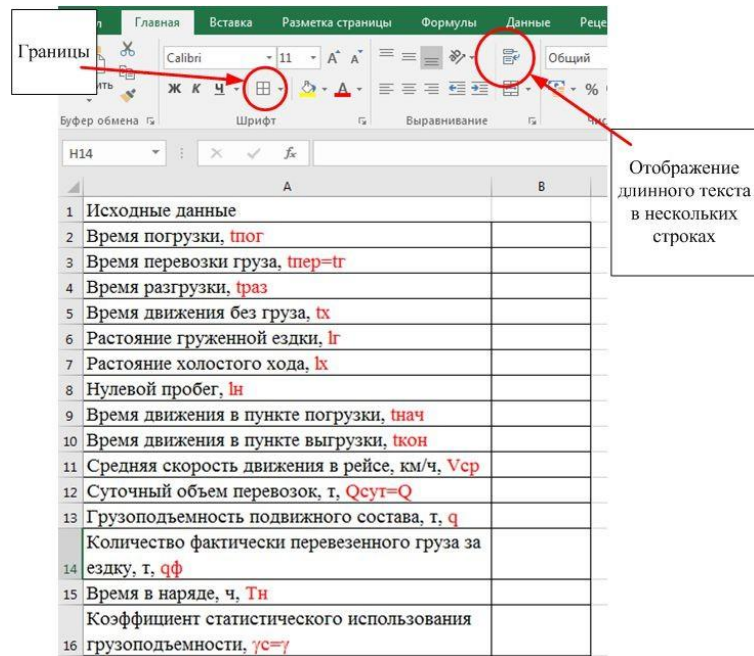 Главная Вставка Разметка страницы Формулы Данные Реце
Границы
Calibri 11 A A Общий
ить Ж К Ч A %
Буфер обмена Шрифт Выравнивание Чис
H14 fx
Отображение
длинного текста
в нескольких
строках
A B
1 Исходные данные
2 Время погрузки, tпог
3 Время перевозки груза, tпер=tг
4 Время разгрузки, tраз
5 Время движения без груза, tх
6 Растояние груженной ездки, lг
7 Растояние холостого хода, lх
8 Нулевой пробег, lн
9 Время движения в пункте погрузки, tнач
10 Время движения в пункте выгрузки, tкон
11 Средняя скорость движения в рейсе, км/ч, Vср
12 Суточный объем перевозок, т, Qсут=Q
13 Грузоподъемность подвижного состава, т, q
Количество фактически перевезенного груза за
14 ездку, т, qф
15 Время в наряде, ч, Тн
Коэффициент статистического использования
16 грузоподъемности, γс=γ